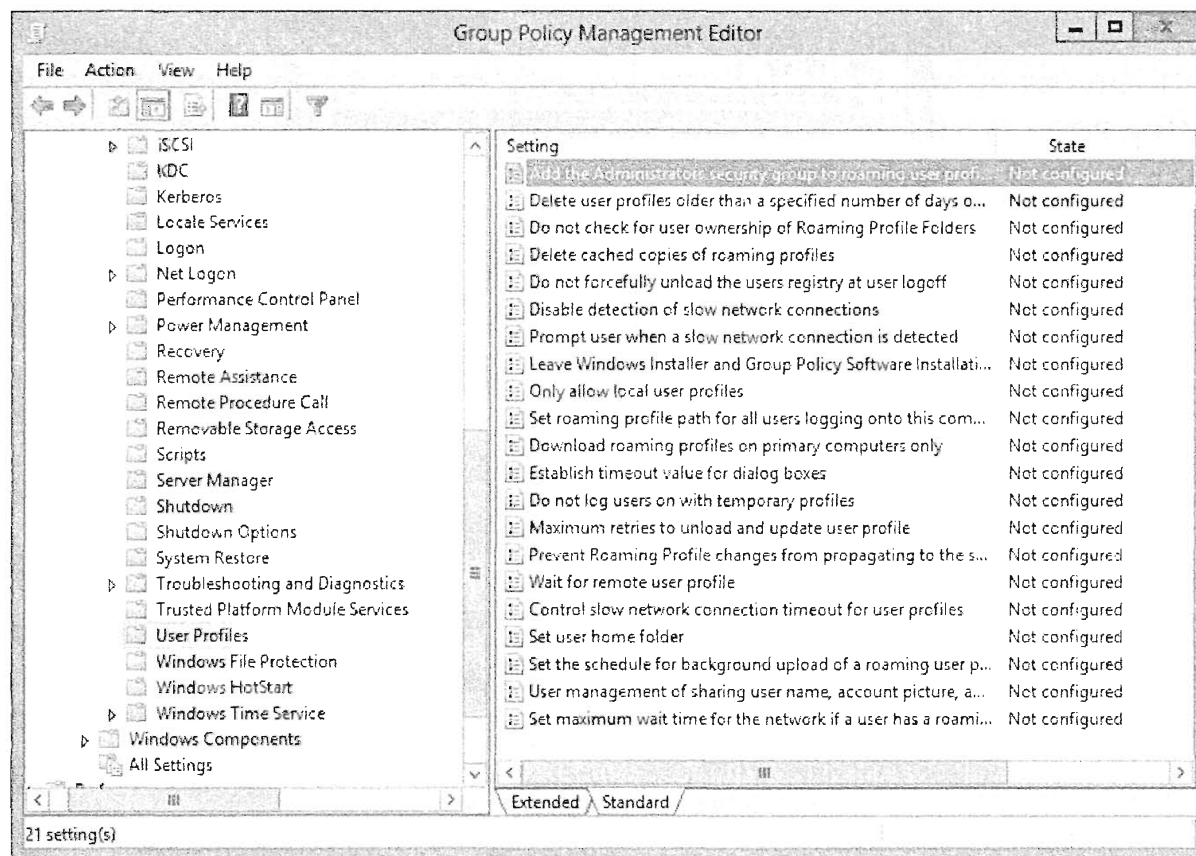 Group Policy Management Editor
File Action View Help
iSCSI
KDC
Kerberos
Locale Services
Logon
Net Logon
Performance Control Panel
Power Management
Recovery
Remote Assistance
Remote Procedure Call
Removable Storage Access
Scripts
Server Manager
Shutdown
Shutdown Options
System Restore
Troubleshooting and Diagnostics
Trusted Platform Module Services
User Profiles
Windows File Protection
Windows HotStart
Windows Time Service
Windows Components
All Settings
Setting State
Add the Administrators security group to roaming user profi... Not configured
Delete user profiles older than a specified number of days o... Not configured
Do not check for user ownership of Roaming Profile Folders Not configured
Delete cached copies of roaming profiles Not configured
Do not forcefully unload the users registry at user logoff Not configured
Disable detection of slow network connections Not configured
Prompt user when a slow network connection is detected Not configured
Leave Windows Installer and Group Policy Software Installati... Not configured
Only allow local user profiles Not configured
Set roaming profile path for all users logging onto this com... Not configured
Download roaming profiles on primary computers only Not configured
Establish timeout value for dialog boxes Not configured
Do not log users on with temporary profiles Not configured
Maximum retries to unload and update user profile Not configured
Prevent Roaming Profile changes from propagating to the s... Not configured
Wait for remote user profile Not configured
Control slow network connection timeout for user profiles Not configured
Set user home folder Not configured
Set the schedule for background upload of a roaming user p... Not configured
User management of sharing user name, account picture, a... Not configured
Set maximum wait time for the network if a user has a roami... Not configured
Extended Standard
21 setting(s)